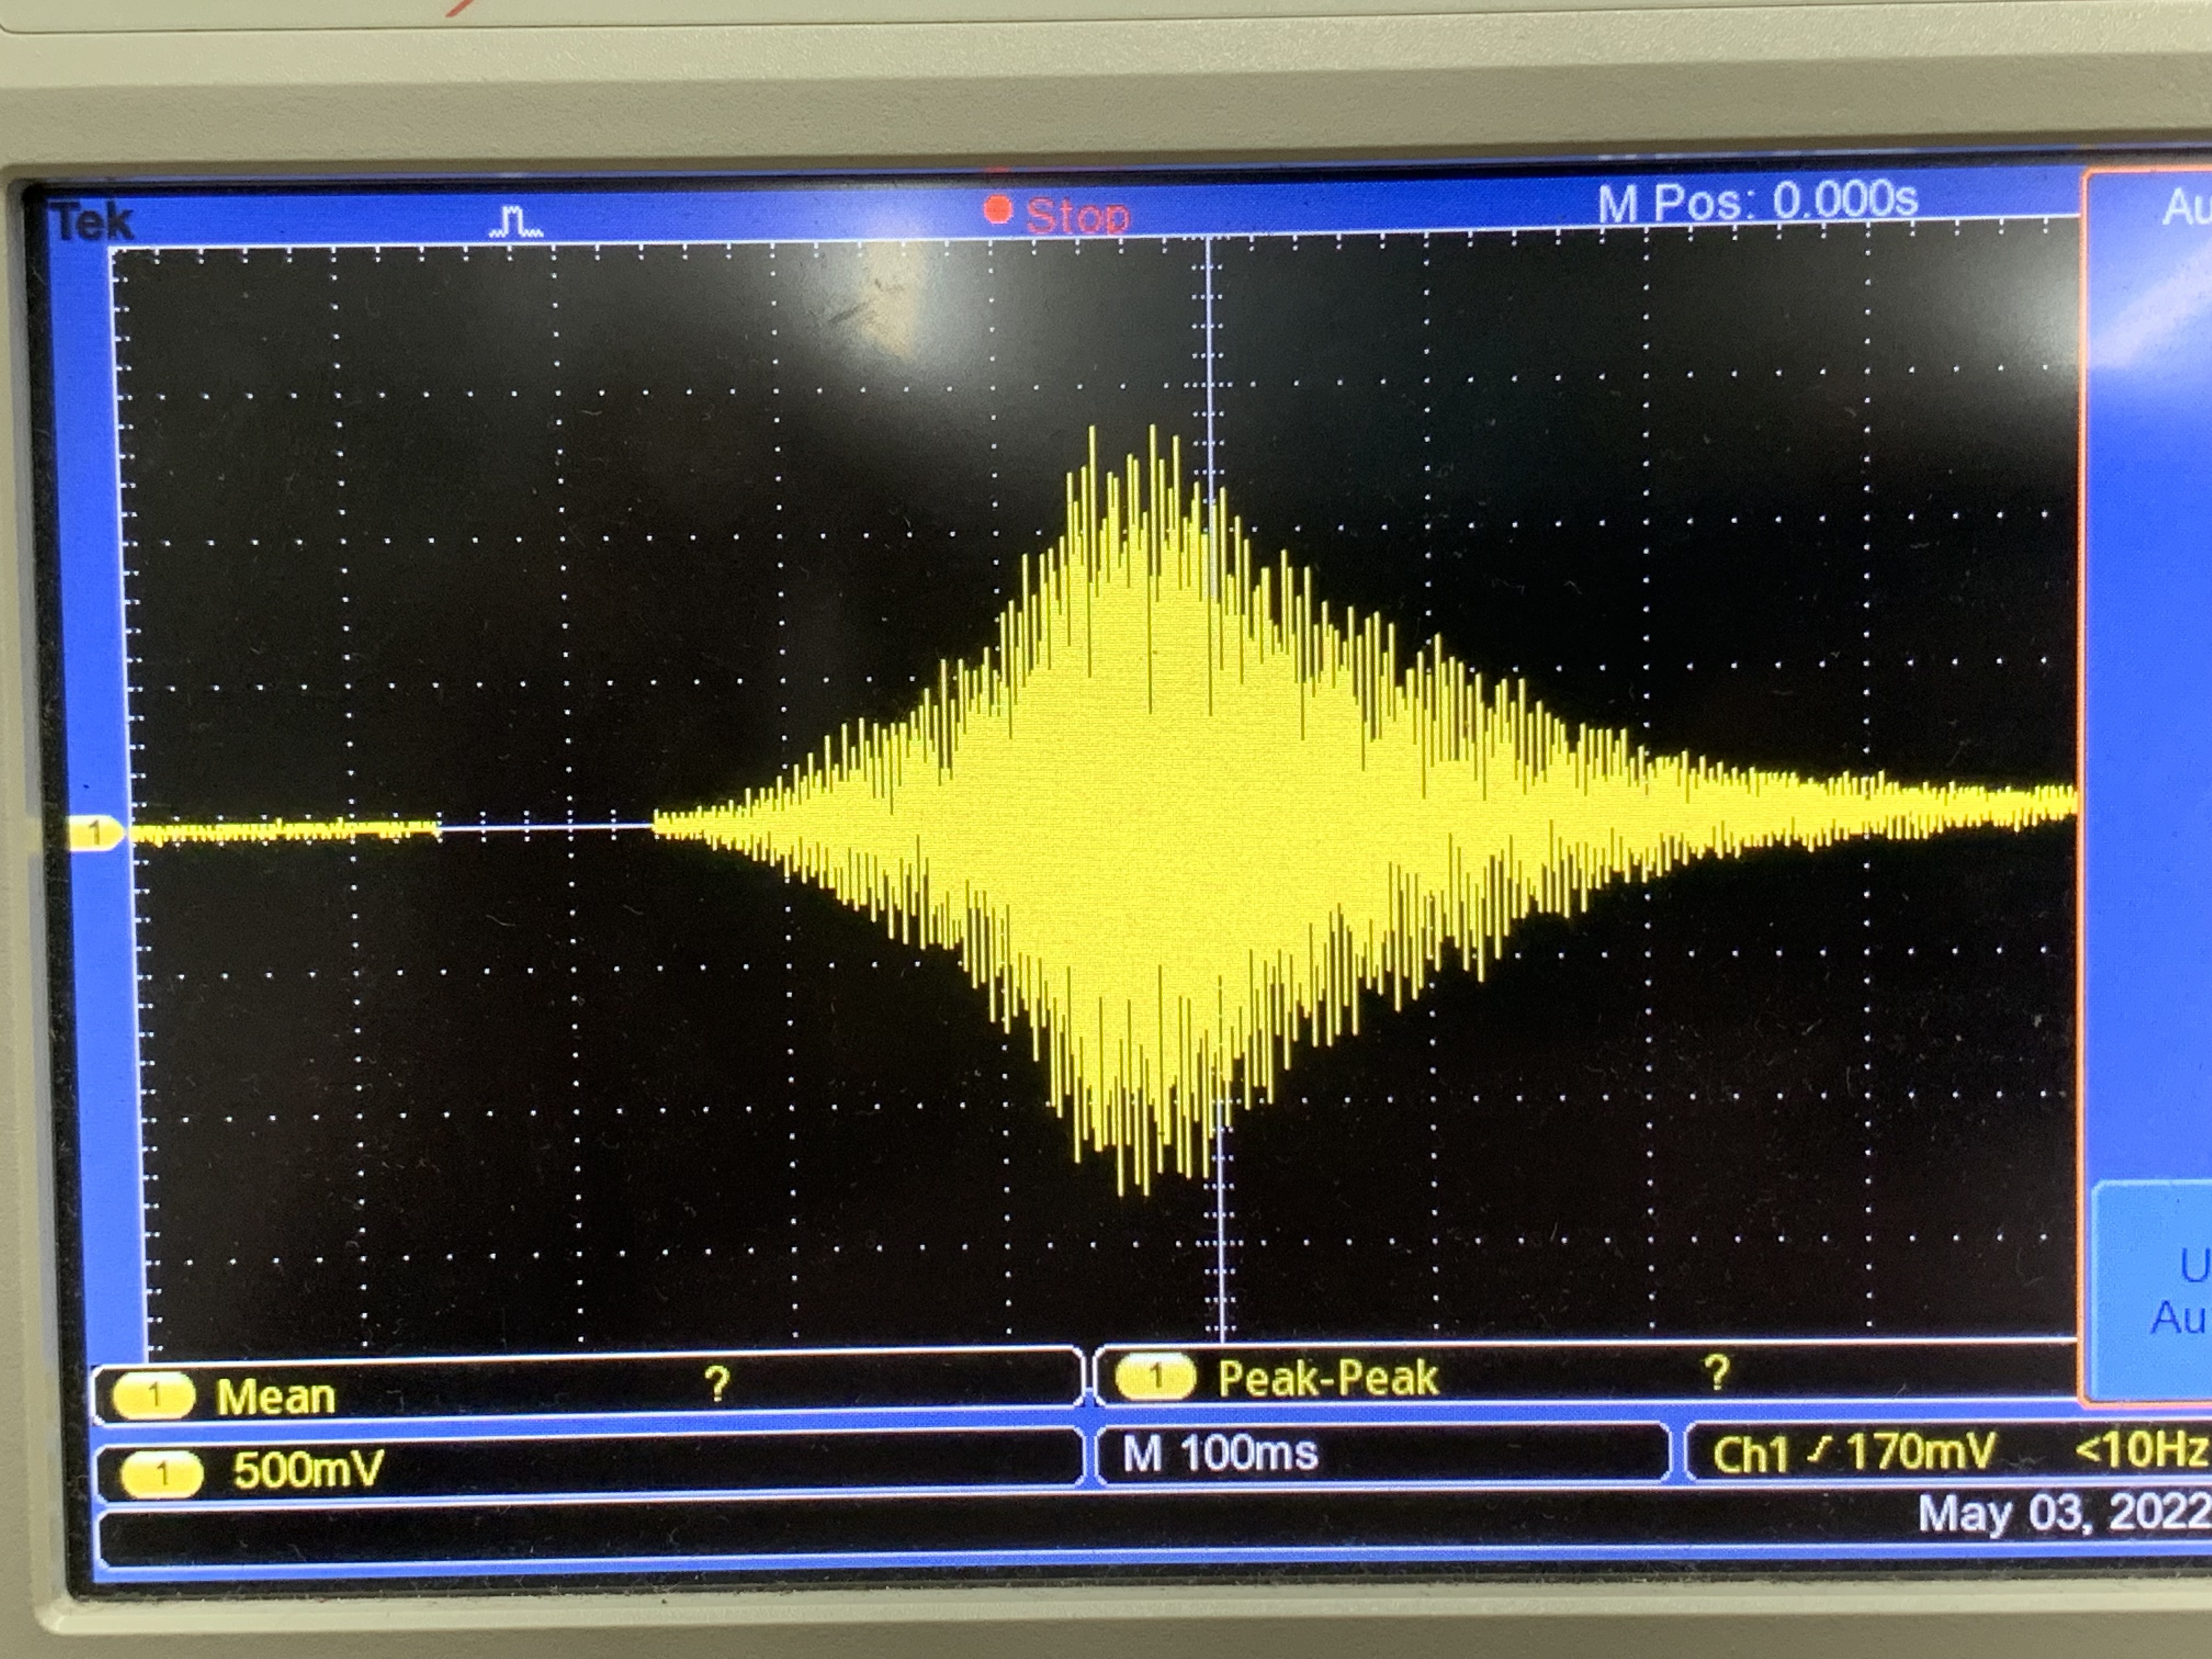 Tek
Stop
M Pos: 0.000s
Au
1
1 Mean ?
1 Peak-Peak ?
1 500mV
M 100ms
Ch1 170mV
<10Hz
U
Au
May 03, 2022